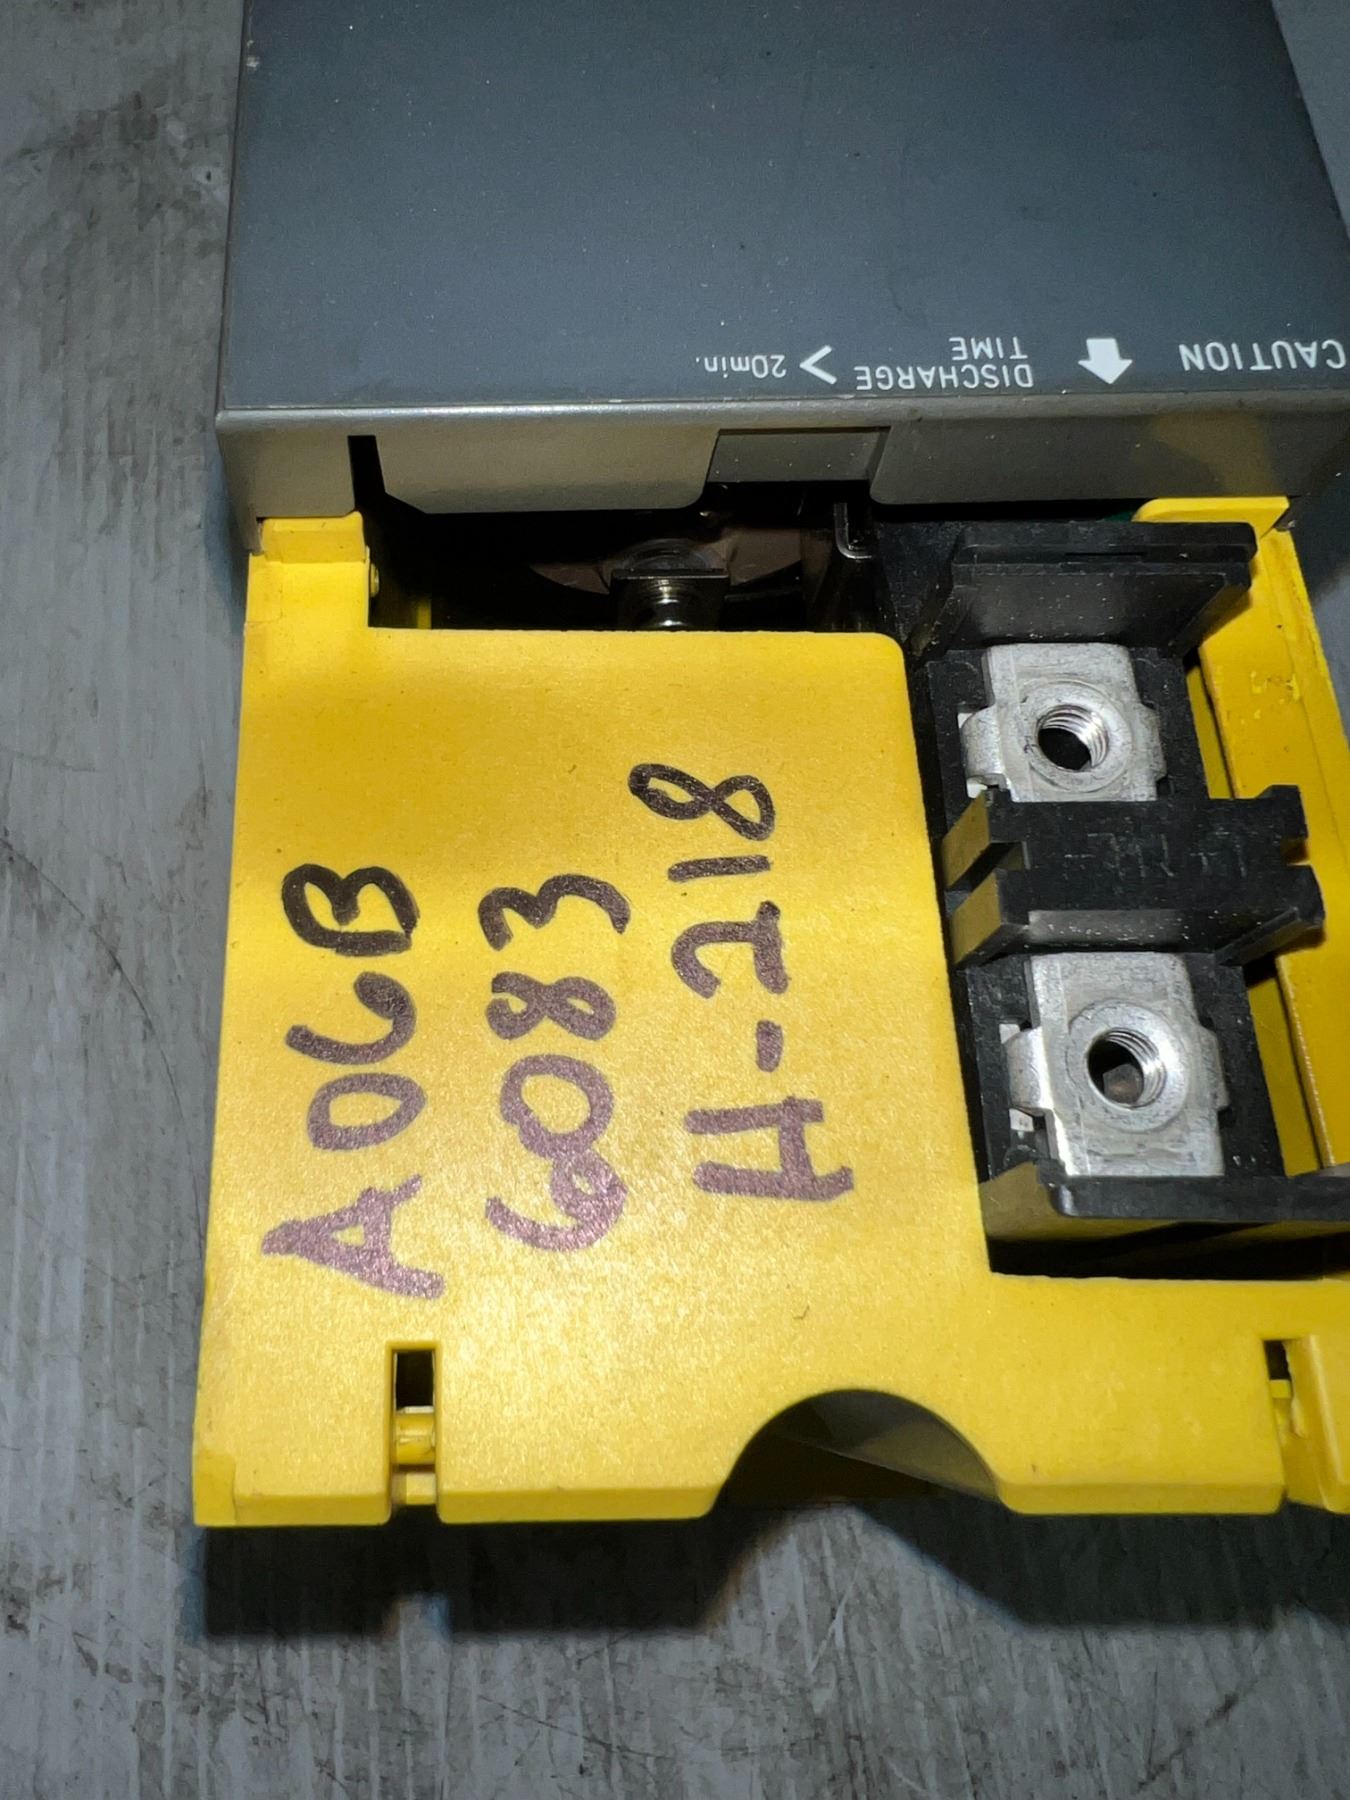 CAUTION
DISCHARGE
TIME
> 20min.
A06B
6083
H-218